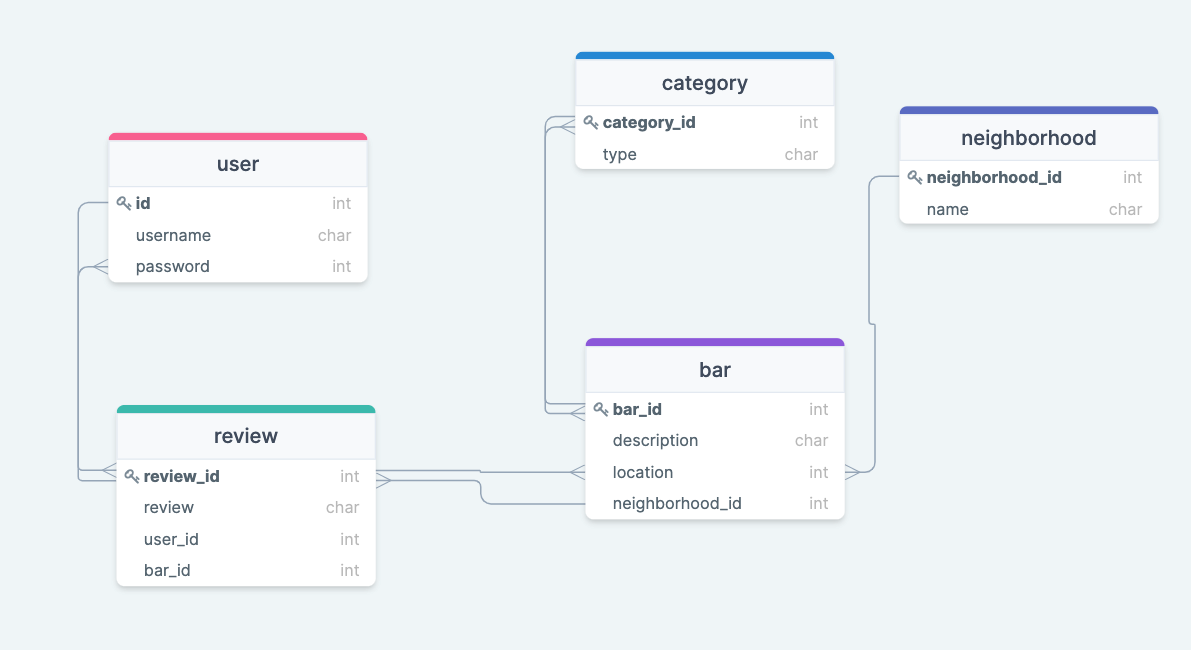 category
category_id int
type char
neighborhood
neighborhood_id int
name char
user
id int
username char
password int
bar
bar_id int
description char
location int
neighborhood_id int
review
review_id int
review char
user_id int
bar_id int